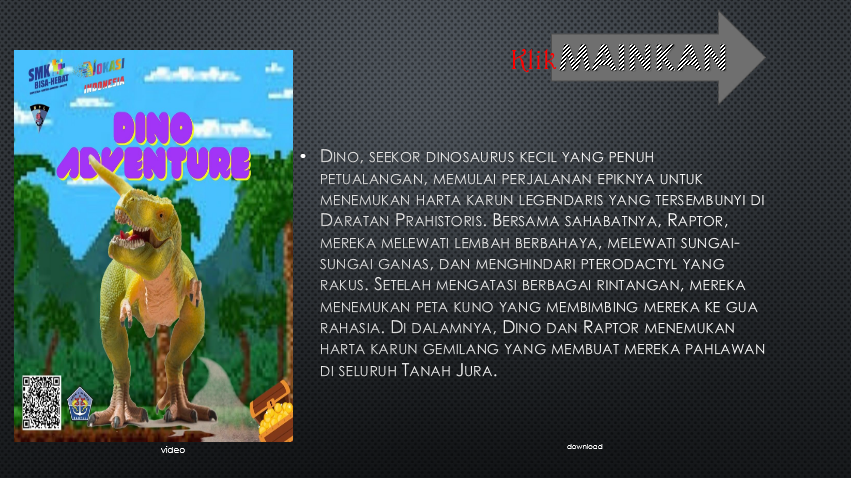 Klik MAINKAN
SMK
BISA-HEBAT
VOKASI
INDONESIA
DINO
ADVENTURE
• Dino, seekor dinosaurus kecil yang penuh
petualangan, memulai perjalanan epiknya untuk
menemukan harta karun legendaris yang tersembunyi di
Daratan Prahistoris. Bersama sahabatnya, Raptor,
mereka melewati lembah berbahaya, melewati sungai-
sungai ganas, dan menghindari pterodactyl yang
rakus. Setelah mengatasi berbagai rintangan, mereka
menemukan peta kuno yang membimbing mereka ke gua
rahasia. Di dalamnya, Dino dan Raptor menemukan
harta karun gemilang yang membuat mereka pahlawan
di seluruh Tanah Jura.
video
download